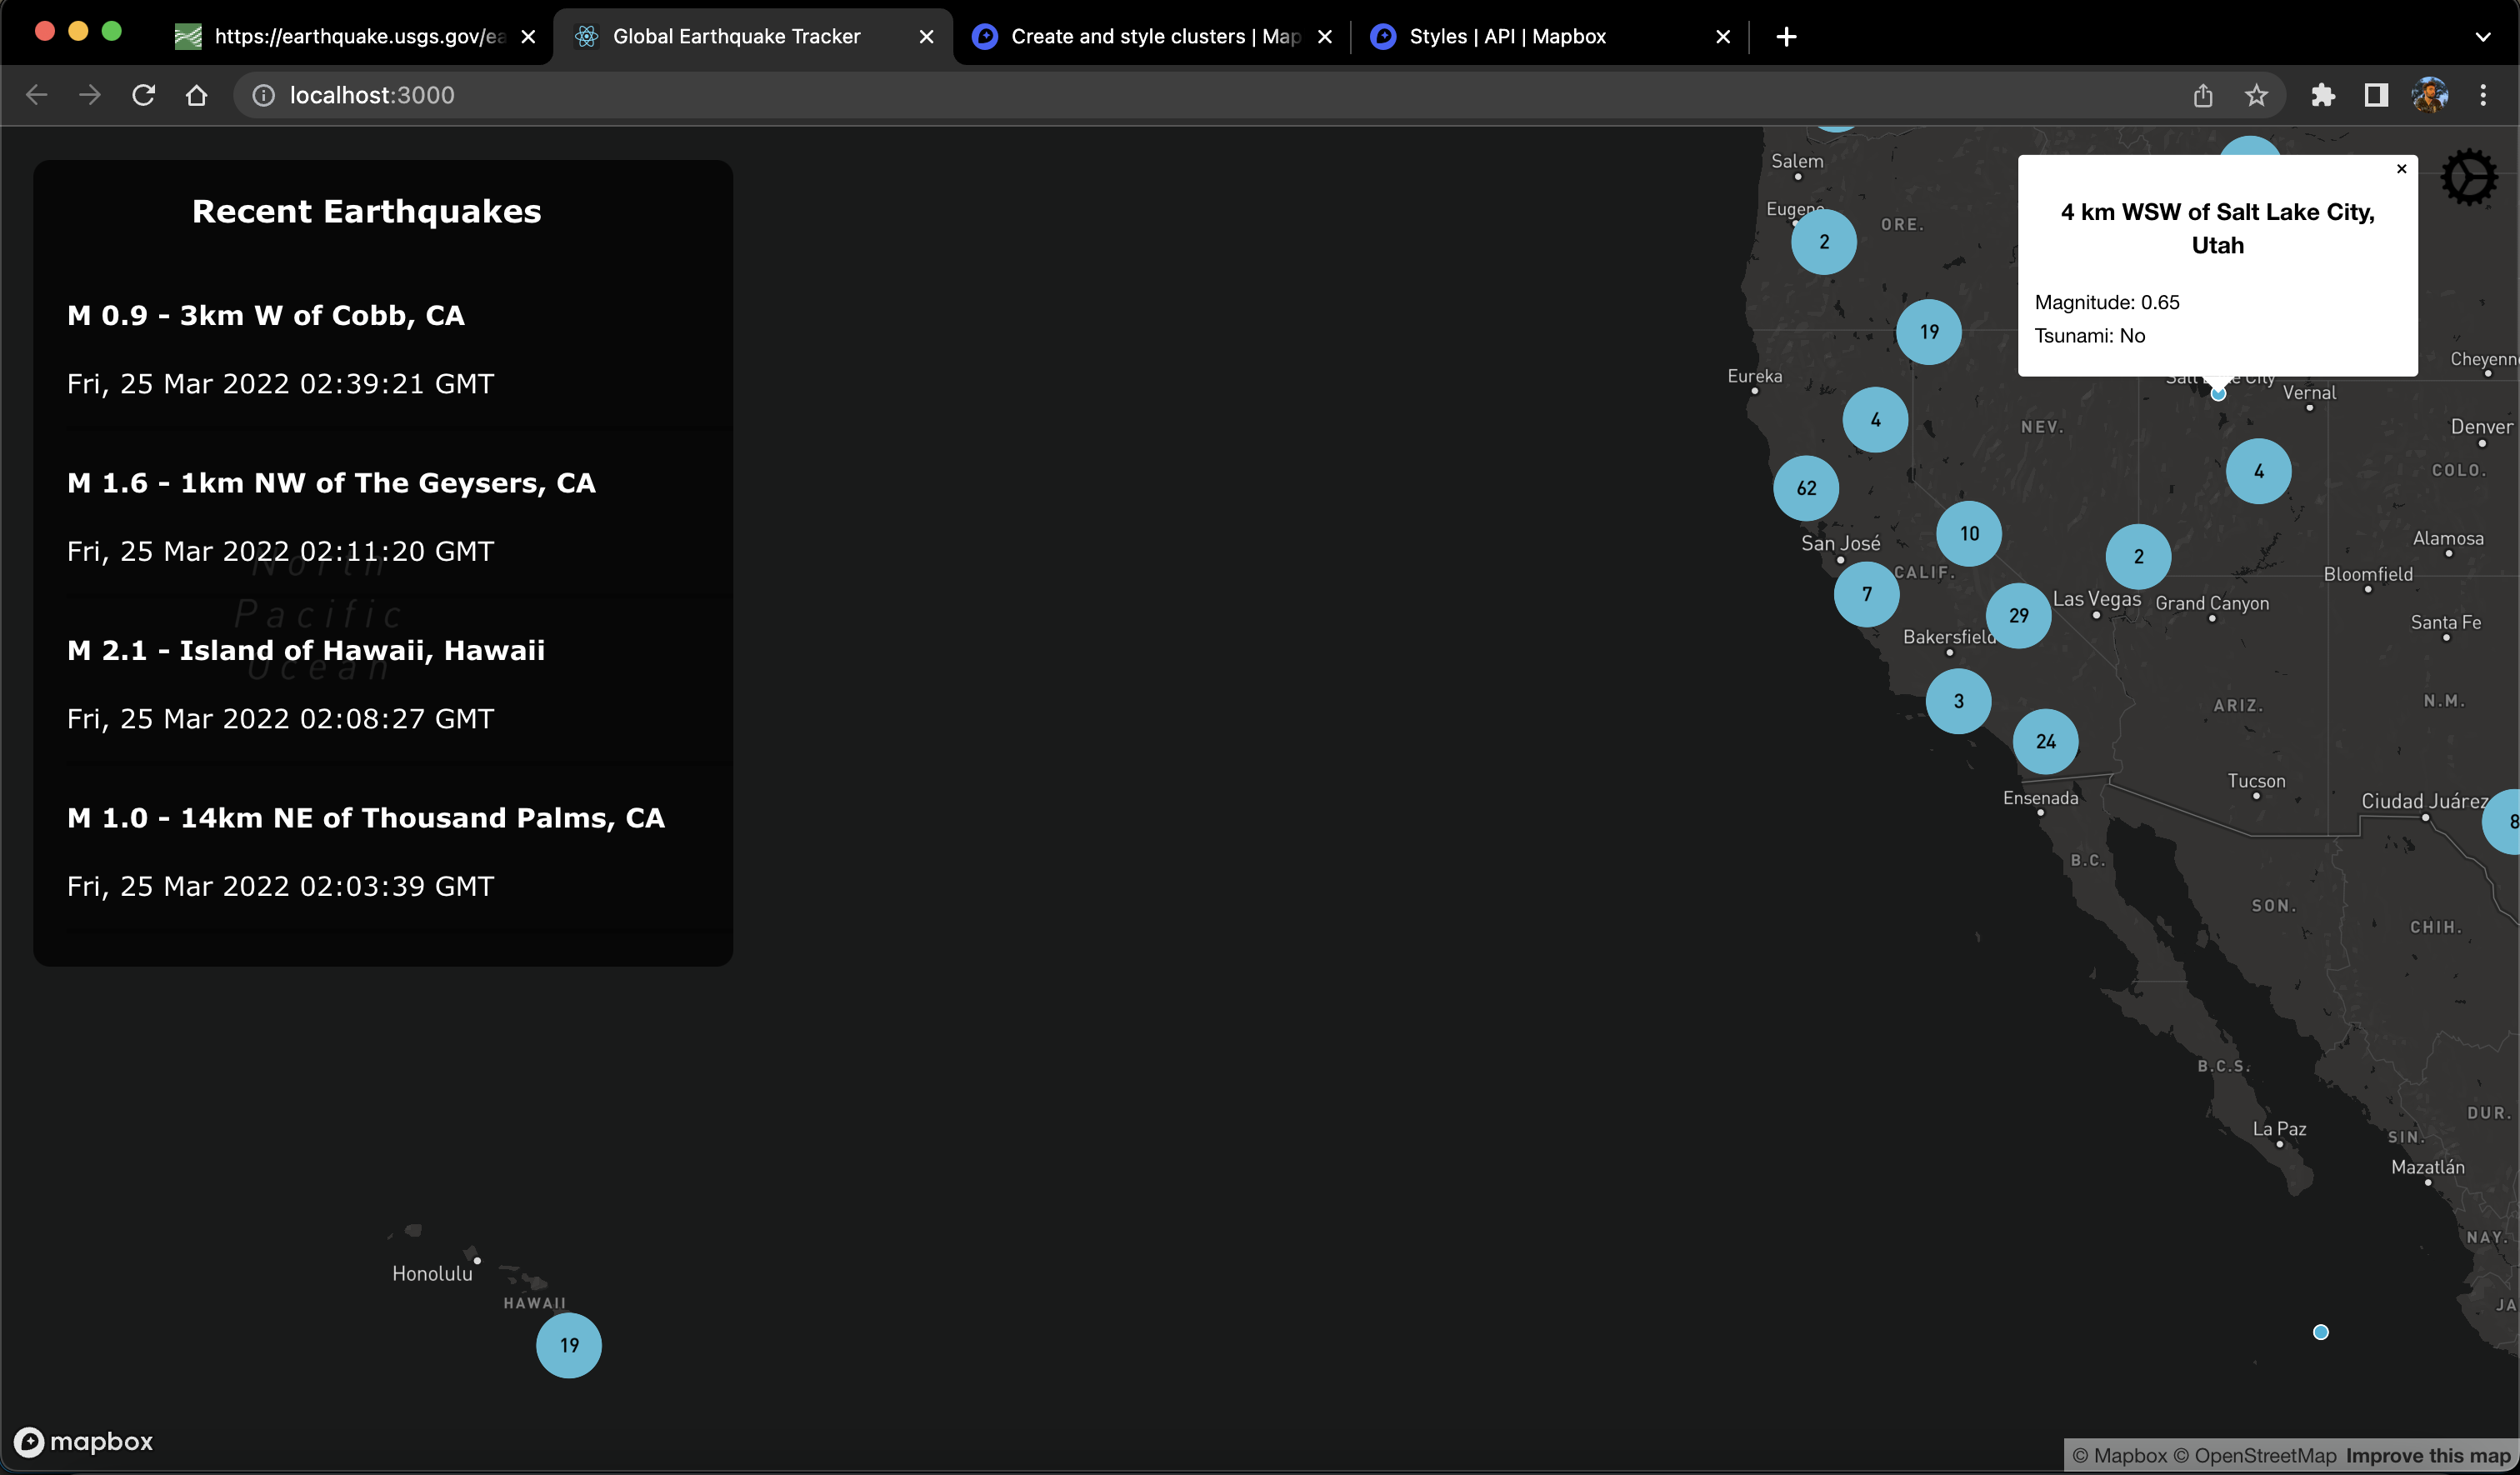 https://earthquake.usgs.gov/ea
Global Earthquake Tracker
Create and style clusters | Map
Styles | API | Mapbox
localhost:3000
Recent Earthquakes
M 0.9 - 3km W of Cobb, CA
Fri, 25 Mar 2022 02:39:21 GMT
M 1.6 - 1km NW of The Geysers, CA
Fri, 25 Mar 2022 02:11:20 GMT
M 2.1 - Island of Hawaii, Hawaii
Fri, 25 Mar 2022 02:08:27 GMT
M 1.0 - 14km NE of Thousand Palms, CA
Fri, 25 Mar 2022 02:03:39 GMT
North
Pacific
Ocean
Salem
Eugene
ORE.
2
19
4 km WSW of Salt Lake City,
Utah
Magnitude: 0.65
Tsunami: No
Cheyenn
Eureka
Salt Lake City
Vernal
4
NEV.
Denver
COLO.
4
62
10
2
San José
CALIF.
Alamosa
Bloomfield
7
29
Las Vegas
Grand Canyon
Santa Fe
Bakersfield
3
ARIZ.
N.M.
24
Ensenada
Tucson
Ciudad Juárez
8
B.C.
SON.
CHIH.
B.C.S.
DUR.
La Paz
SIN.
Mazatlán
NAY.
JA
Honolulu
HAWAII
19
mapbox
© Mapbox © OpenStreetMap Improve this map